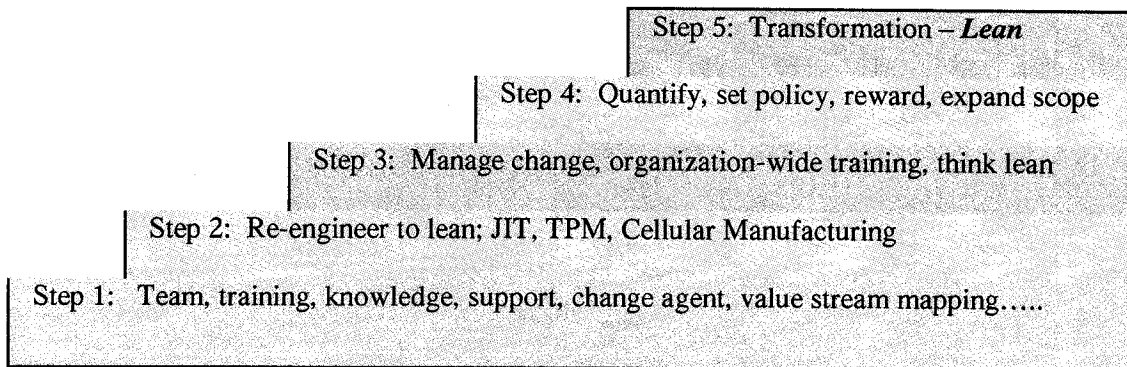 Step 5: Transformation – Lean
Step 4: Quantify, set policy, reward, expand scope
Step 3: Manage change, organization-wide training, think lean
Step 2: Re-engineer to lean; JIT, TPM, Cellular Manufacturing
Step 1: Team, training, knowledge, support, change agent, value stream mapping…..